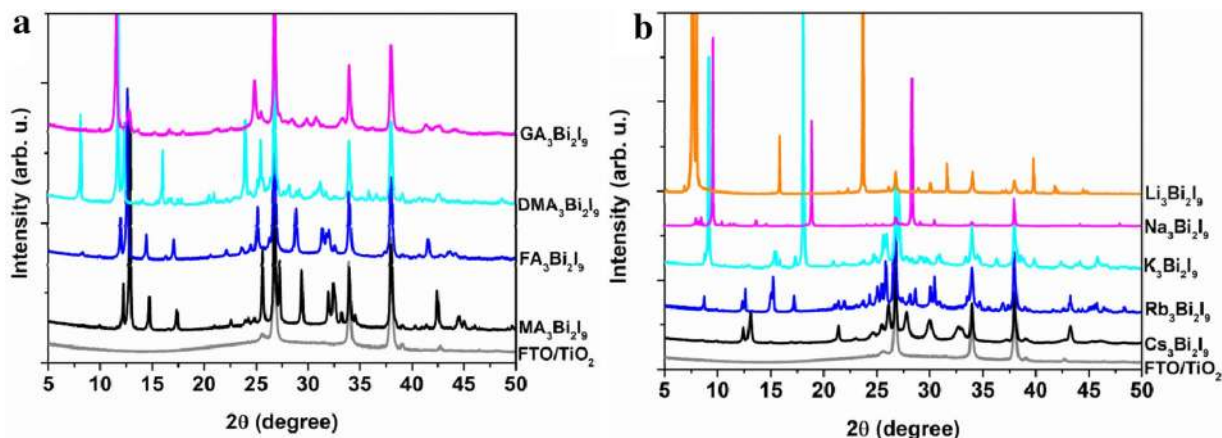 a
Intensity (arb. u.)
GA₃Bi₂I₉
DMA₃Bi₂I₉
FA₃Bi₂I₉
MA₃Bi₂I₉
FTO/TiO₂
5 10 15 20 25 30 35 40 45 50
2θ (degree)
b
Intensity (arb. u.)
Li₃Bi₂I₉
Na₃Bi₂I₉
K₃Bi₂I₉
Rb₃Bi₂I₉
Cs₃Bi₂I₉
FTO/TiO₂
5 10 15 20 25 30 35 40 45 50
2θ (degree)